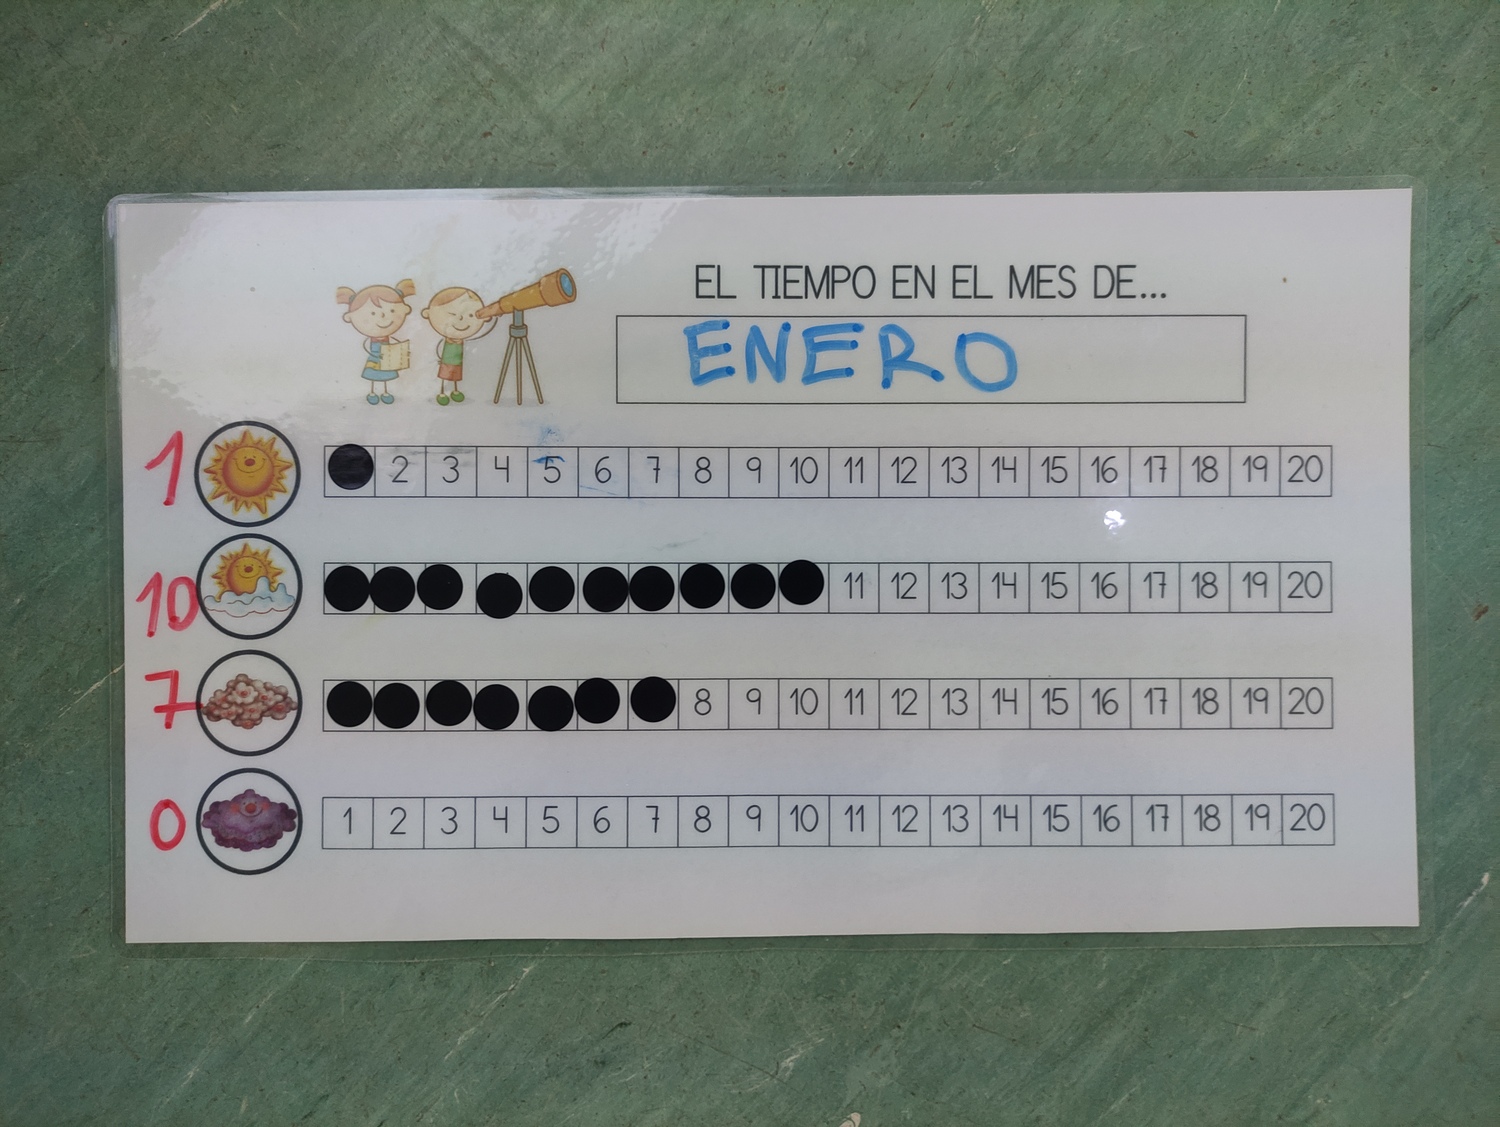 EL TIEMPO EN EL MES DE...
ENERO
1 2 3 4 5 6 7 8 9 10 11 12 13 14 15 16 17 18 19 20
10 11 12 13 14 15 16 17 18 19 20
7 8 9 10 11 12 13 14 15 16 17 18 19 20
0 1 2 3 4 5 6 7 8 9 10 11 12 13 14 15 16 17 18 19 20